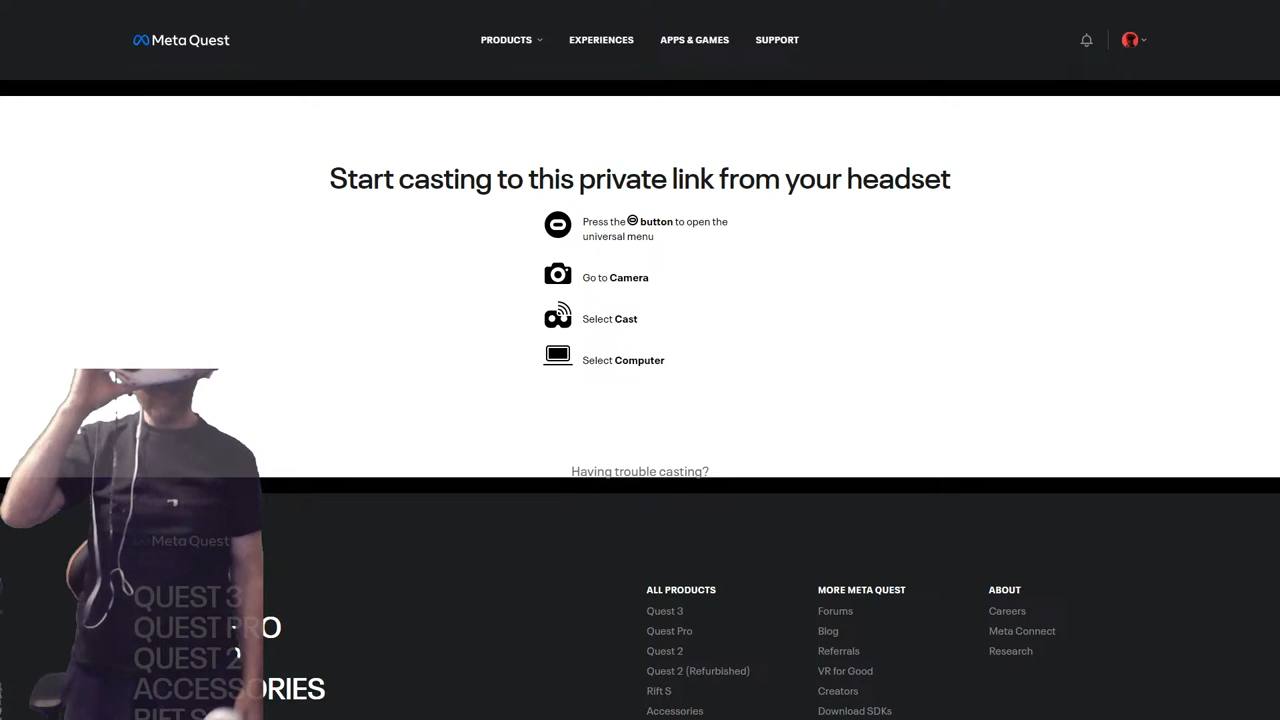 Meta Quest
PRODUCTS
EXPERIENCES
APPS & GAMES
SUPPORT
Start casting to this private link from your headset
Press the button to open the
universal menu
Go to Camera
Select Cast
Select Computer
Having trouble casting?
Meta Quest
QUEST 3
QUEST PRO
QUEST 2
ACCESSORIES
RIFT S
ALL PRODUCTS
Quest 3
Quest Pro
Quest 2
Quest 2 (Refurbished)
Rift S
Accessories
MORE META QUEST
Forums
Blog
Referrals
VR for Good
Creators
Download SDKs
ABOUT
Careers
Meta Connect
Research